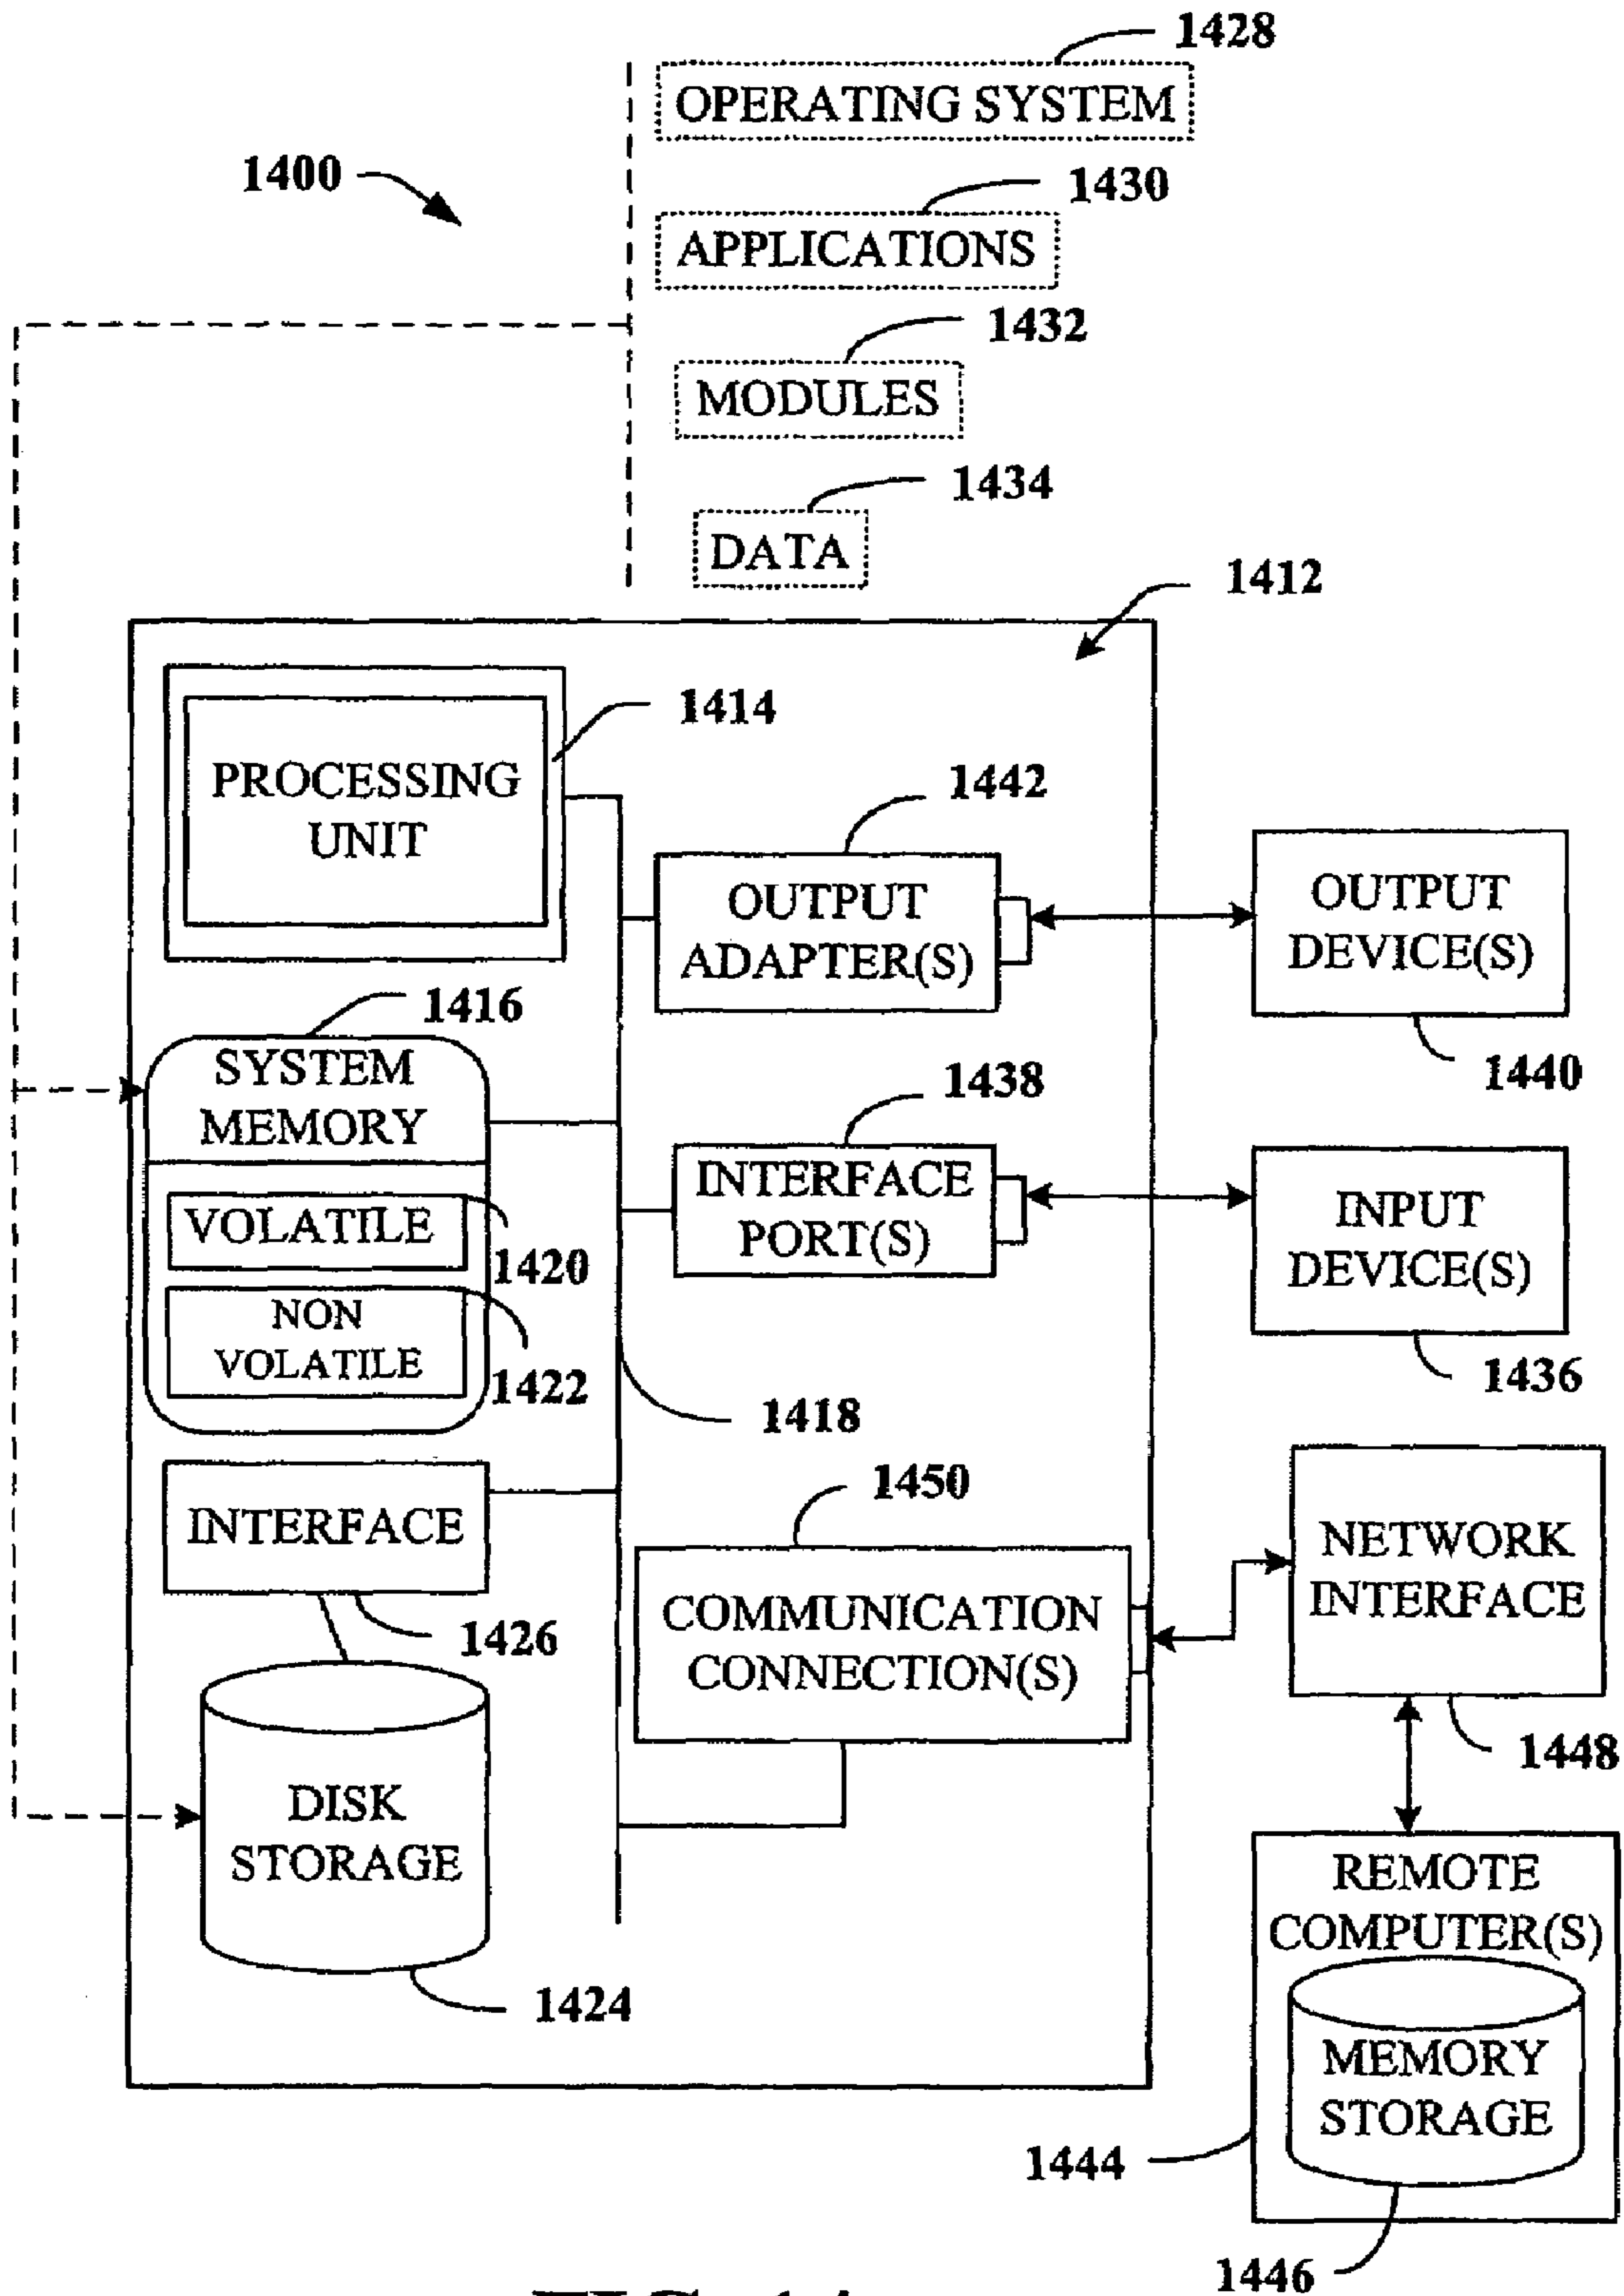 1428
OPERATING SYSTEM
1400
1430
APPLICATIONS
1432
MODULES
1434
DATA
1412
1414
PROCESSING
UNIT
1442
OUTPUT
ADAPTER(S)
OUTPUT
DEVICE(S)
1440
1416
SYSTEM
MEMORY
VOLATILE
1420
NON
VOLATILE
1422
1438
INTERFACE
PORT(S)
INPUT
DEVICE(S)
1436
1418
INTERFACE
1426
1450
COMMUNICATION
CONNECTION(S)
NETWORK
INTERFACE
1448
DISK
STORAGE
1424
REMOTE
COMPUTER(S)
MEMORY
STORAGE
1444
1446